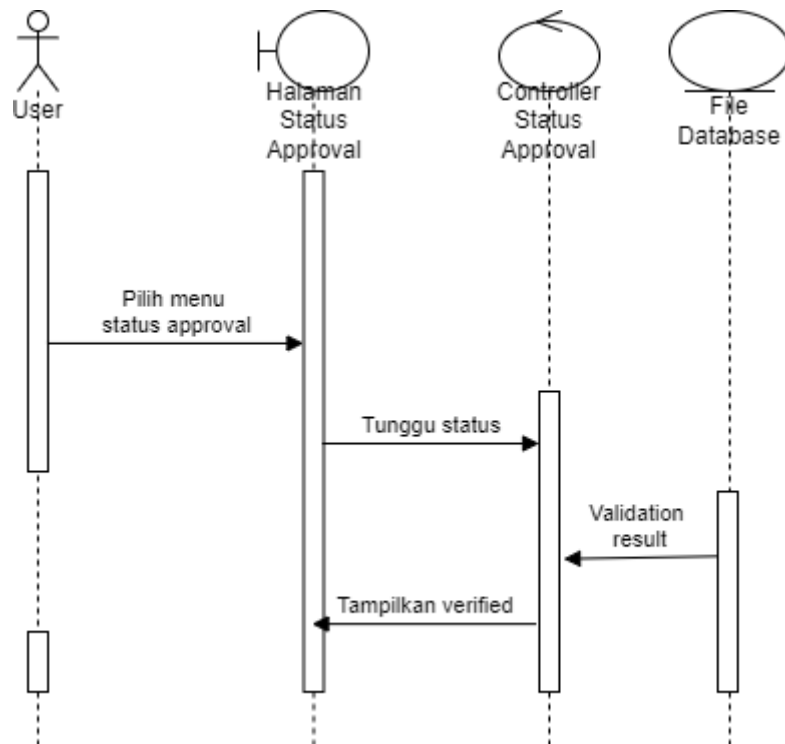 User
Halaman
Status
Approval
Controller
Status
Approval
File
Database
Pilih menu
status approval
Tunggu status
Validation
result
Tampilkan verified